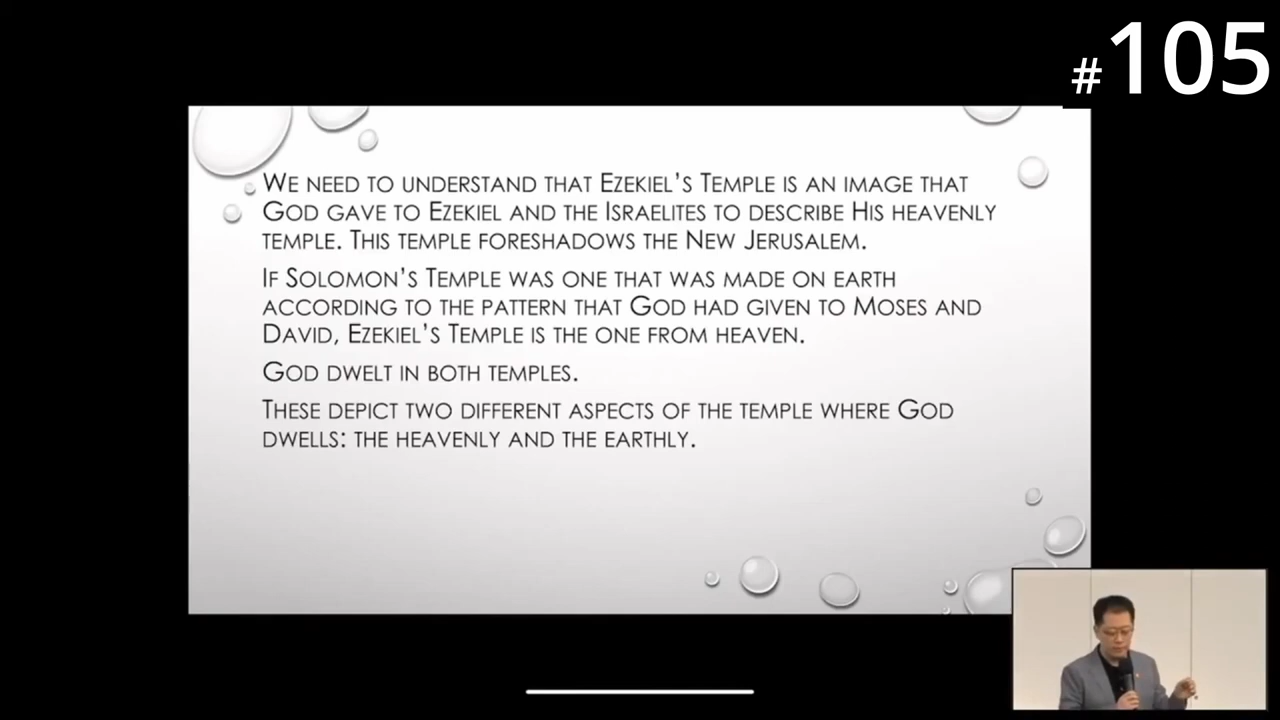 #105
We need to understand that Ezekiel's Temple is an image that
God gave to Ezekiel and the Israelites to describe His heavenly
temple. This temple foreshadows the New Jerusalem.
If Solomon's Temple was one that was made on earth
according to the pattern that God had given to Moses and
David, Ezekiel's Temple is the one from heaven.
God dwelt in both temples.
These depict two different aspects of the temple where God
dwells: the heavenly and the earthly.